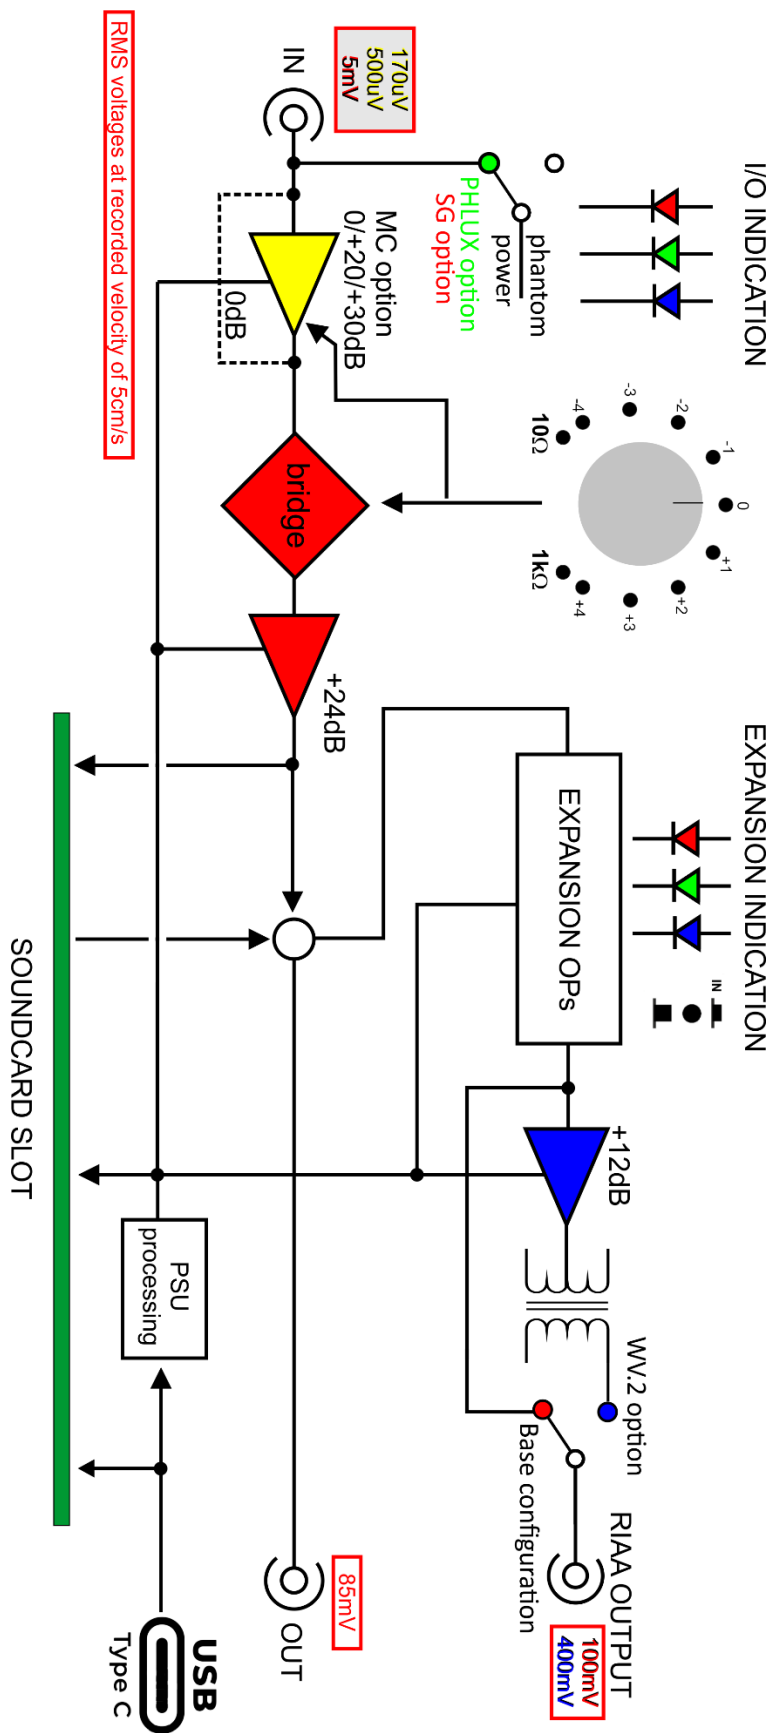 I/O INDICATION
EXPANSION INDICATION
IN
-4
-3
-2
-1
0
+1
+2
+3
+4
10Ω
1kΩ
phantom
power
PHLUX option
SG option
170uV
500uV
5mV
IN
MC option
0/+20/+30dB
0dB
bridge
+24dB
EXPANSION OPs
+12dB
WV.2 option
Base configuration
RIAA OUTPUT
100mV
400mV
85mV
OUT
PSU
processing
USB
Type C
SOUNDCARD SLOT
RMS voltages at recorded velocity of 5cm/s